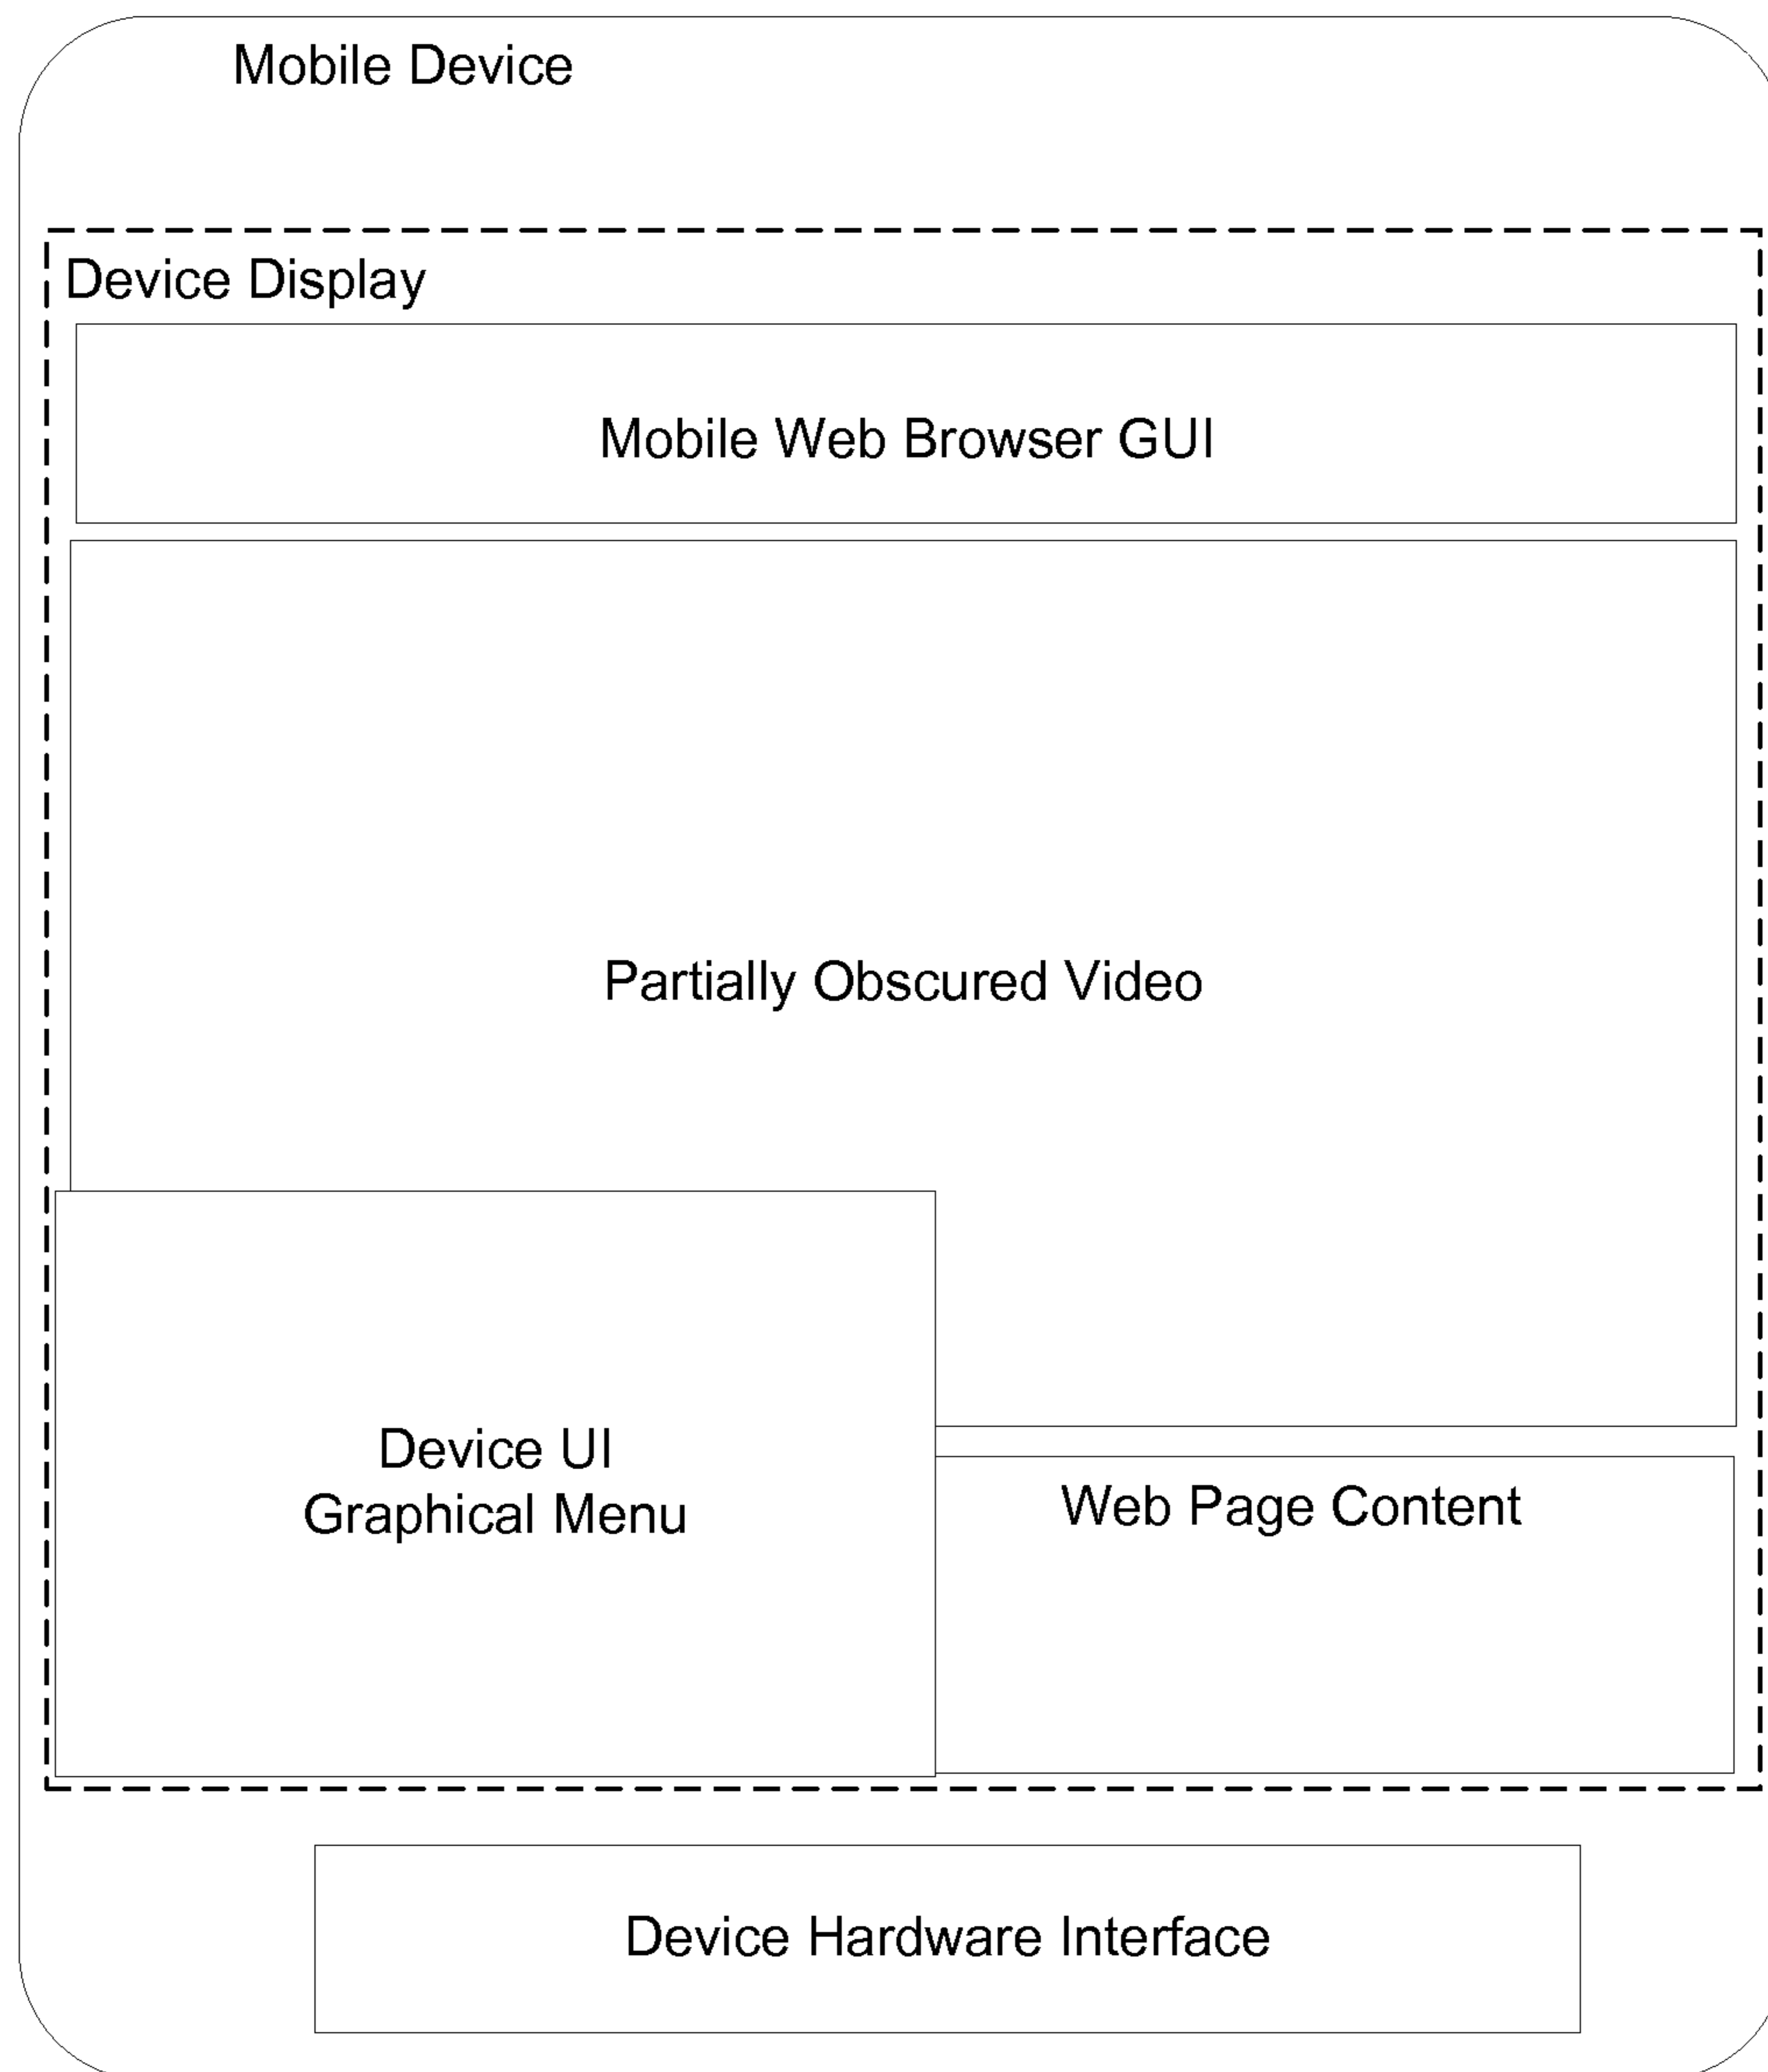 Mobile Device
Device Display
Mobile Web Browser GUI
Partially Obscured Video
Device UI
Graphical Menu
Web Page Content
Device Hardware Interface